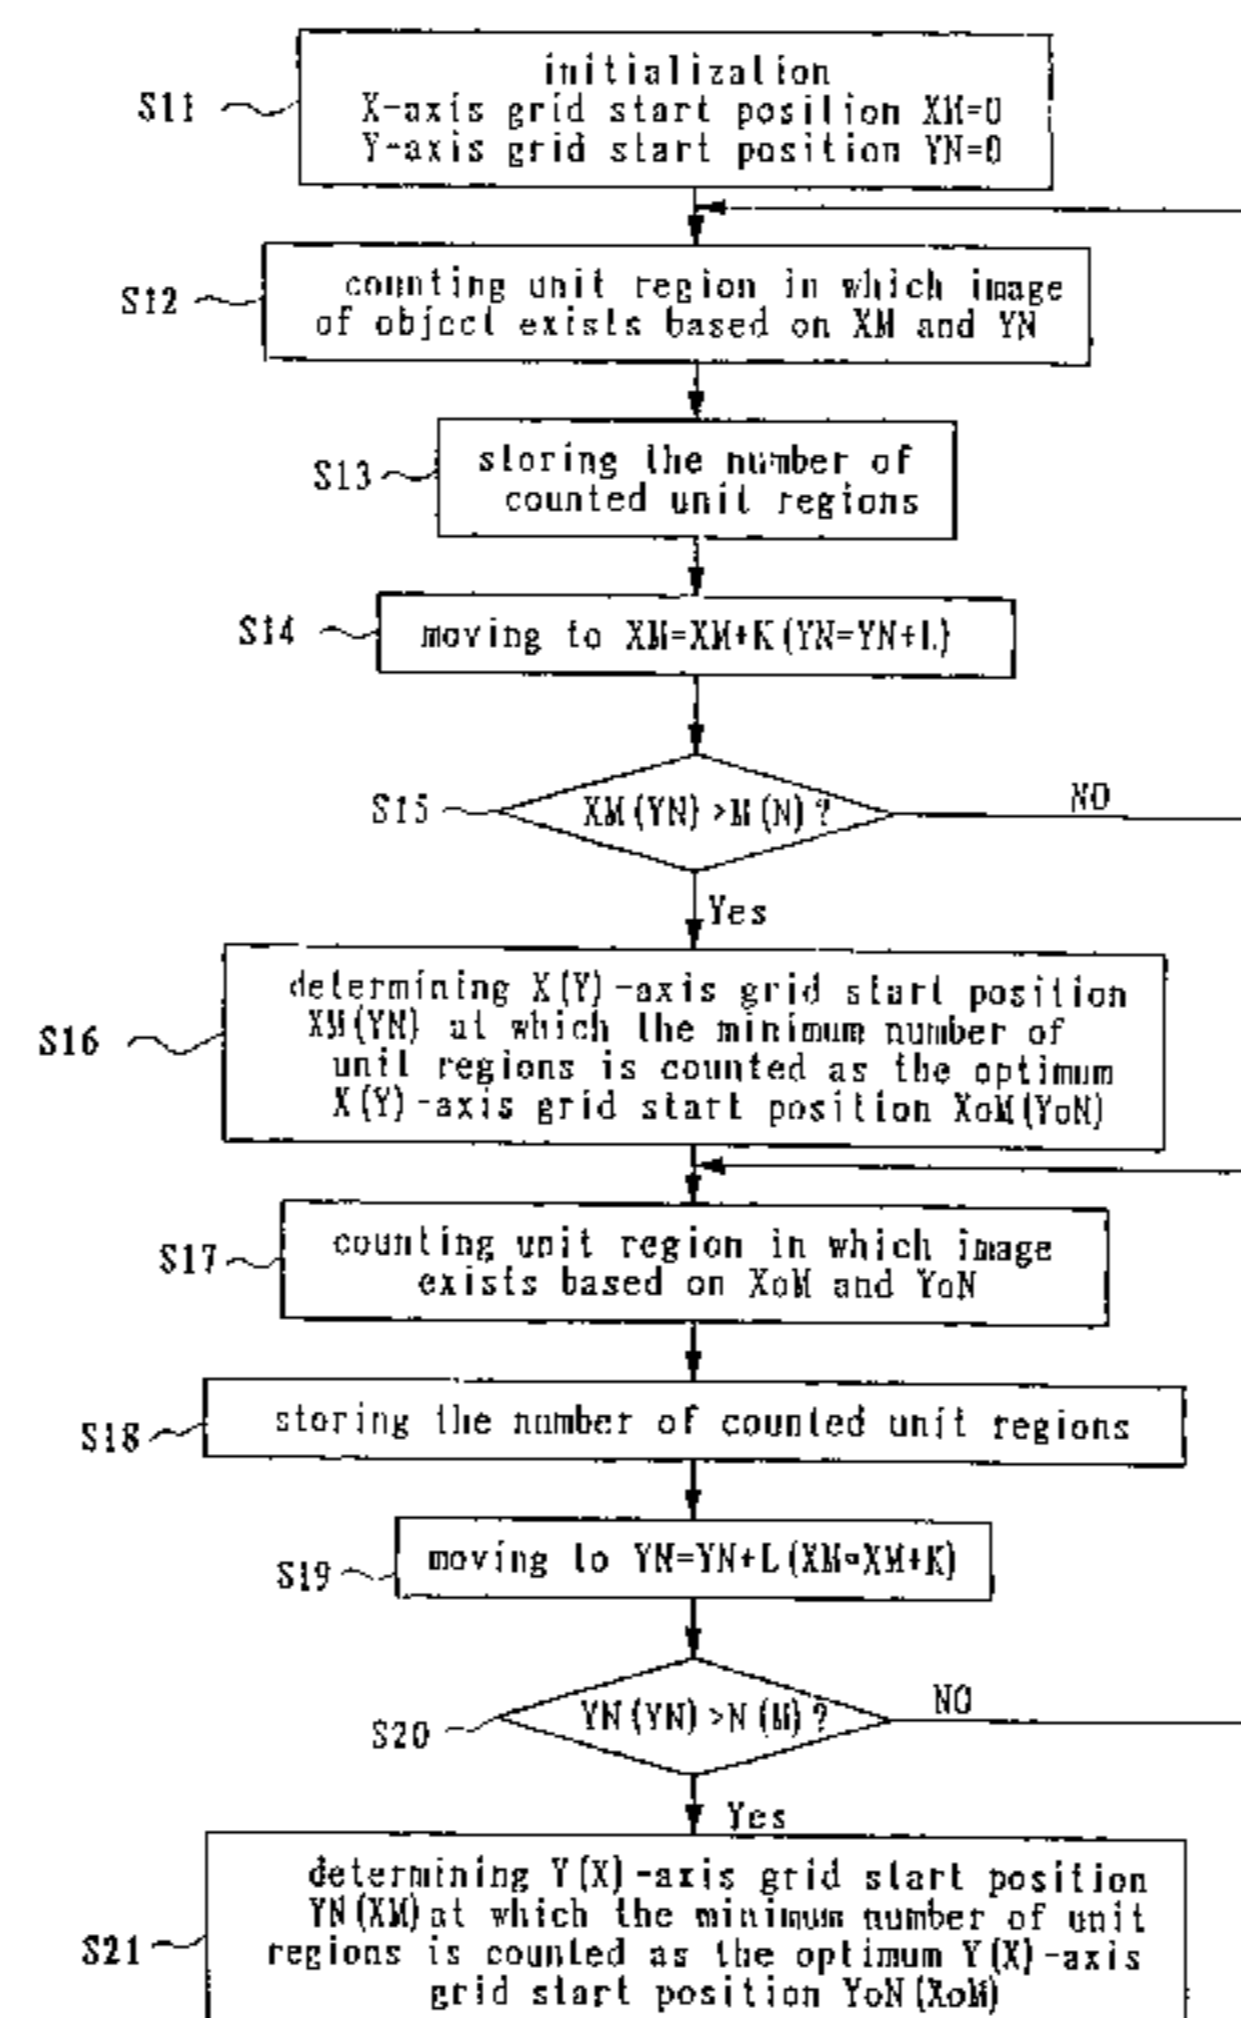 S11
initialization
X-axis grid start position XM=0
Y-axis grid start position YN=0
S12
counting unit region in which image
of object exists based on XM and YN
S13
storing the number of
counted unit regions
S14
moving to XM=XM+K(YN=YN+L)
S15
XM(YN)>M(N)?
NO
Yes
S16
determining X(Y)-axis grid start position
XM(YN) at which the minimum number of
unit regions is counted as the optimum
X(Y)-axis grid start position XoM(YoN)
S17
counting unit region in which image
exists based on XoM and YoN
S18
storing the number of counted unit regions
S19
moving to YN=YN+L(XM=XM+K)
S20
YN(YN)>N(M)?
NO
Yes
S21
determining Y(X)-axis grid start position
YN(XM)at which the minimum number of unit
regions is counted as the optimum Y(X)-axis
grid start position YoN(XoM)